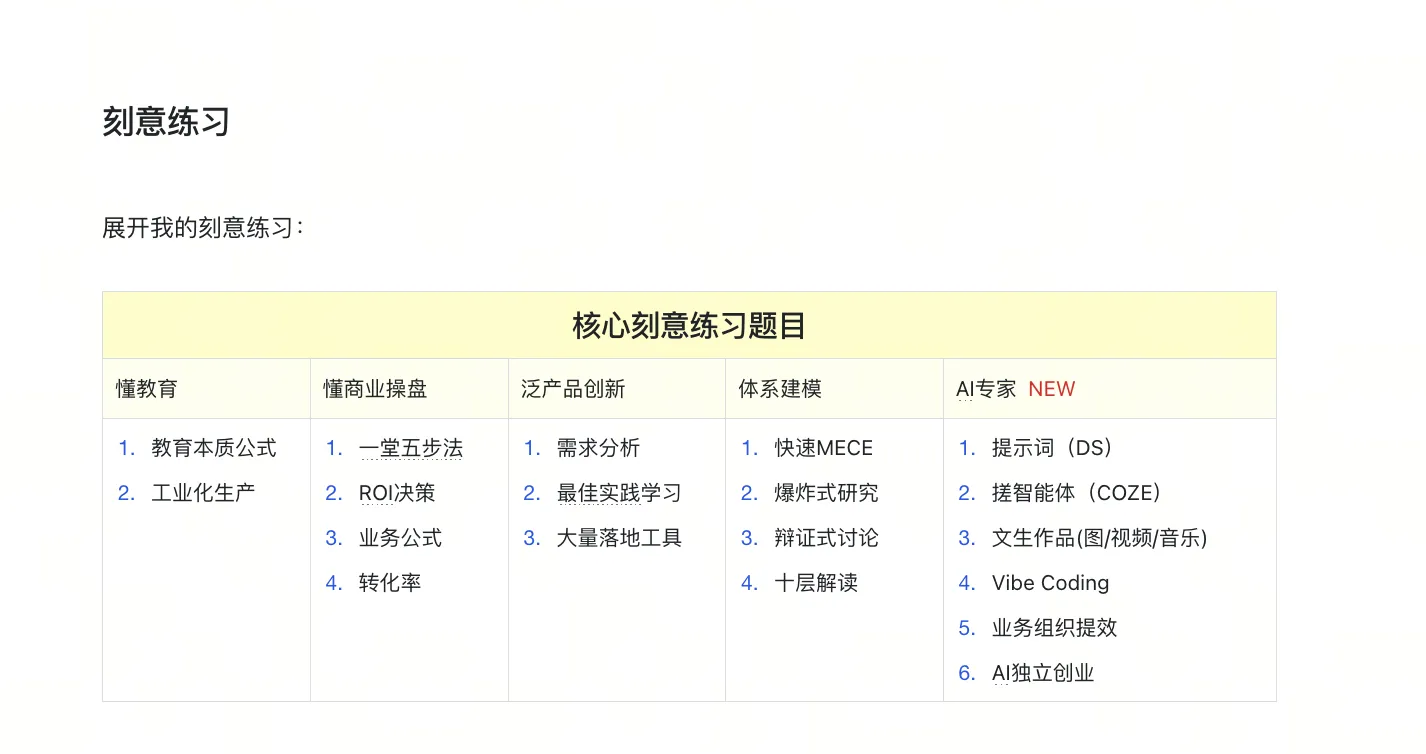 刻意练习
展开我的刻意练习：
核心刻意练习题目
懂教育
懂商业操盘
泛产品创新
体系建模
AI专家 NEW
1. 教育本质公式
2. 工业化生产
1. 一堂五步法
2. ROI决策
3. 业务公式
4. 转化率
1. 需求分析
2. 最佳实践学习
3. 大量落地工具
1. 快速MECE
2. 爆炸式研究
3. 辩证式讨论
4. 十层解读
1. 提示词（DS）
2. 搓智能体（COZE）
3. 文生作品(图/视频/音乐)
4. Vibe Coding
5. 业务组织提效
6. AI独立创业